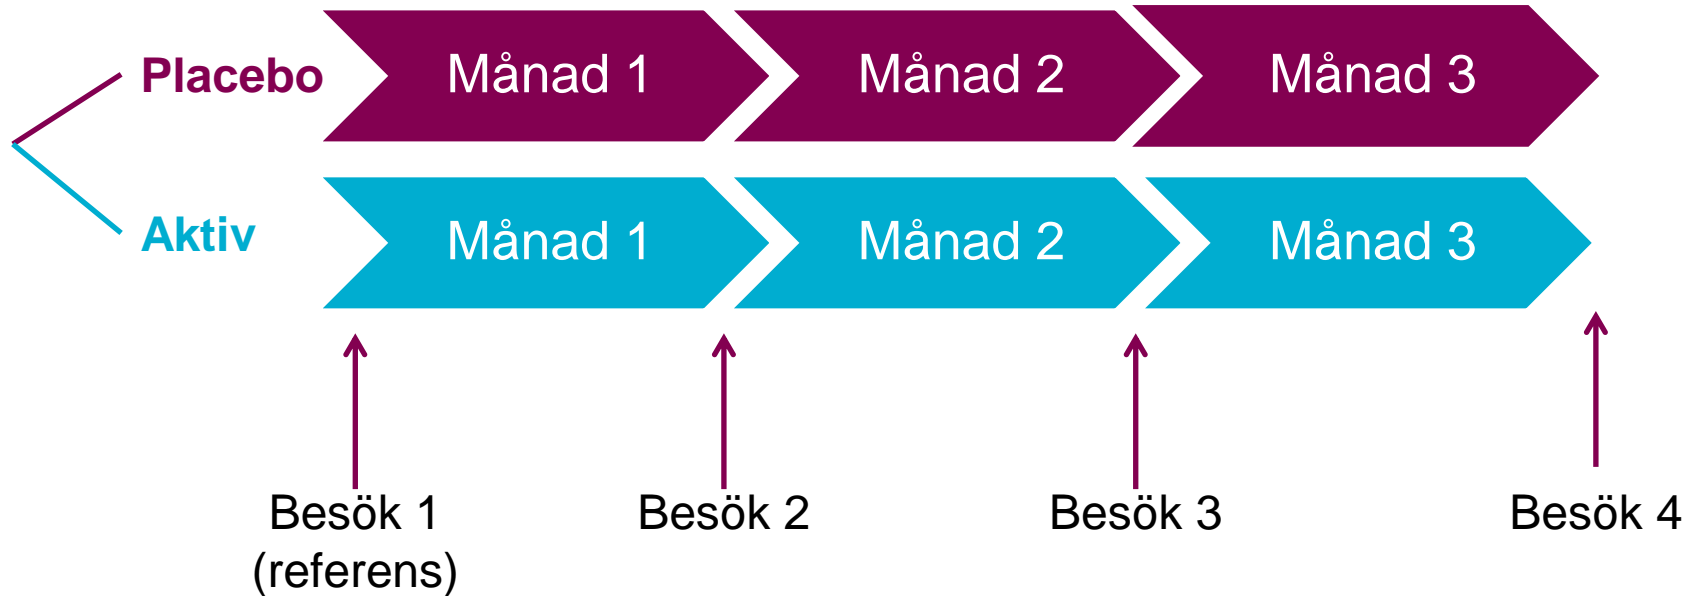 Placebo
Månad 1
Månad 2
Månad 3
Aktiv
Månad 1
Månad 2
Månad 3
Besök 1
(referens)
Besök 2
Besök 3
Besök 4